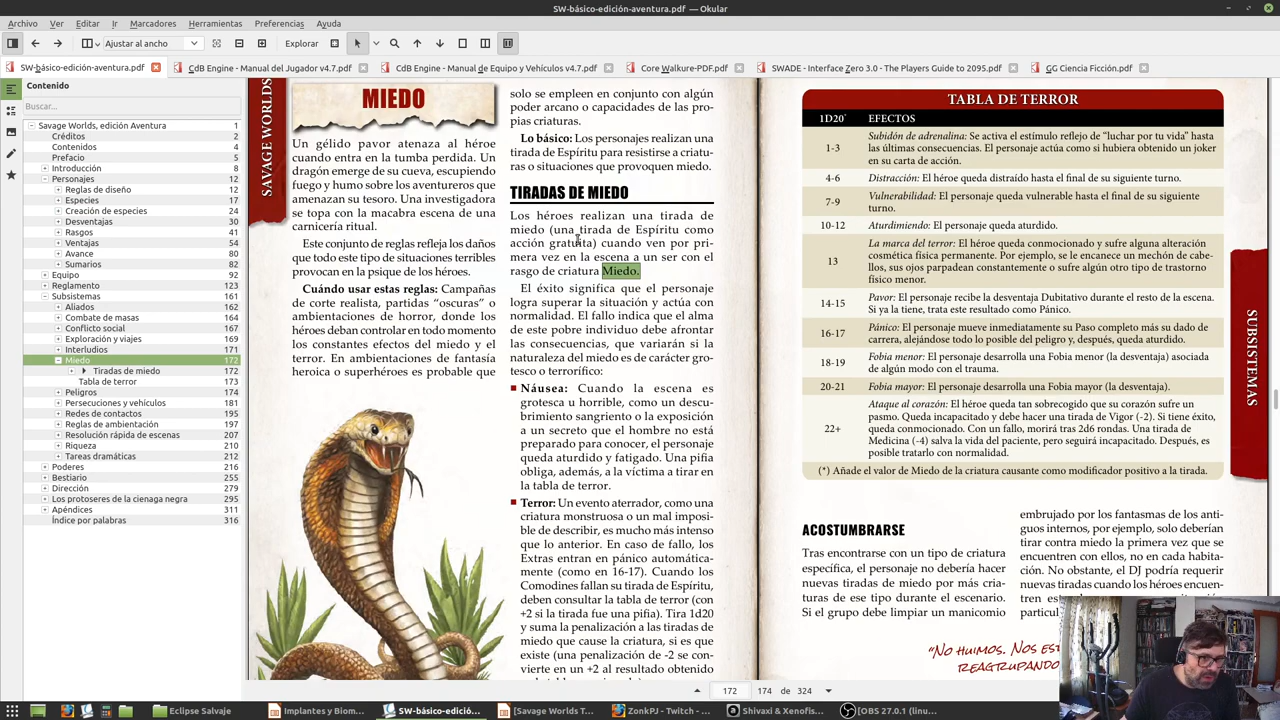 SW-básico-edición-aventura.pdf — Okular
Archivo Ver Editar Ir Marcadores Herramientas Preferencias Ayuda
Ajustar al ancho Explorar
SW-básico-edición-aventura.pdf CdB Engine - Manual del Jugador v4.7.pdf CdB Engine - Manual de Equipo y Vehículos v4.7.pdf Core Walkure-PDF.pdf SWADE - Interface Zero 3.0 - The Players Guide to 2095.pdf GG Ciencia Ficción.pdf
Contenido
Buscar...
Savage Worlds, edición Aventura 1
Créditos 2
Contenidos 4
Prefacio 5
Introducción 8
Personajes 12
Reglas de diseño 12
Especies 17
Creación de especies 24
Desventajas 30
Rasgos 41
Ventajas 54
Avance 80
Sumarios 82
Equipo 92
Reglamento 123
Subsistemas 161
Aliados 162
Combate de masas 164
Conflicto social 167
Exploración y viajes 169
Interludios 171
Miedo 172
Tiradas de miedo 172
Tabla de terror 173
Peligros 174
Persecuciones y vehículos 181
Redes de contactos 195
Reglas de ambientación 197
Resolución rápida de escenas 207
Riqueza 210
Tareas dramáticas 212
Poderes 216
Bestiario 255
Dirección 279
Los protoseres de la cienaga negra 295
Apéndices 311
Índice por palabras 316
SAVAGE WORLDS
MIEDO
Un gélido pavor atenaza al héroe
cuando entra en la tumba perdida. Un
dragón emerge de su cueva, escupiendo
fuego y humo sobre los aventureros que
amenazan su tesoro. Una investigadora
se topa con la macabra escena de una
carnicería ritual.
Este conjunto de reglas refleja los daños
que todo este tipo de situaciones terribles
provocan en la psique de los héroes.
Cuándo usar estas reglas: Campañas
de corte realista, partidas “oscuras” o
ambientaciones de horror, donde los
héroes deban controlar en todo momento
los constantes efectos del miedo y el
terror. En ambientaciones de fantasía
heroica o superhéroes es probable que
solo se empleen en conjunto con algún
poder arcano o capacidades de las pro-
pias criaturas.
Lo básico: Los personajes realizan una
tirada de Espíritu para resistirse a criatu-
ras o situaciones que provoquen miedo.
TIRADAS DE MIEDO
Los héroes realizan una tirada de
miedo (una tirada de Espíritu como
acción gratuita) cuando ven por pri-
mera vez en la escena a un ser con el
rasgo de criatura Miedo.
El éxito significa que el personaje
logra superar la situación y actúa con
normalidad. El fallo indica que el alma
de este pobre individuo debe afrontar
las consecuencias, que variarán si la
naturaleza del miedo es de carácter gro-
tesco o terrorífico:
Náusea: Cuando la escena es
grotesca u horrible, como un descu-
brimiento sangriento o la exposición
a un secreto que el hombre no está
preparado para conocer, el personaje
queda aturdido y fatigado. Una pifia
obliga, además, a la víctima a tirar en
la tabla de terror.
Terror: Un evento aterrador, como una
criatura monstruosa o un mal imposi-
ble de describir, es mucho más intenso
que lo anterior. En caso de fallo, los
Extras entran en pánico automática-
mente (como en 16-17). Cuando los
Comodines fallan su tirada de Espíritu,
deben consultar la tabla de terror (con
+2 si la tirada fue una pifia). Tira 1d20
y suma la penalización a las tiradas de
miedo que cause la criatura, si es que
existe (una penalización de -2 se con-
vierte en un +2 al resultado obtenido
TABLA DE TERROR
1D20* EFECTOS
1-3 Subidón de adrenalina: Se activa el estímulo reflejo de “luchar por tu vida” hasta
las últimas consecuencias. El personaje actúa como si hubiera obtenido un joker
en su carta de acción.
4-6 Distracción: El héroe queda distraído hasta el final de su siguiente turno.
7-9 Vulnerabilidad: El personaje queda vulnerable hasta el final de su siguiente
turno.
10-12 Aturdimiento: El personaje queda aturdido.
13 La marca del terror: El héroe queda conmocionado y sufre alguna alteración
cosmética física permanente. Por ejemplo, se le encanece un mechón de cabe-
llos, sus ojos parpadean constantemente o sufre algún otro tipo de trastorno
físico menor.
14-15 Pavor: El personaje recibe la desventaja Dubitativo durante el resto de la escena.
Si ya la tiene, trata este resultado como Pánico.
16-17 Pánico: El personaje mueve inmediatamente su Paso completo más su dado de
carrera, alejándose todo lo posible del peligro y, después, queda aturdido.
18-19 Fobia menor: El personaje desarrolla una Fobia menor (la desventaja) asociada
de algún modo con el trauma.
20-21 Fobia mayor: El personaje desarrolla una Fobia mayor (la desventaja).
22+ Ataque al corazón: El héroe queda tan sobrecogido que su corazón sufre un
pasmo. Queda incapacitado y debe hacer una tirada de Vigor (-2). Si tiene éxito,
queda conmocionado. Con un fallo, morirá tras 2d6 rondas. Una tirada de
Medicina (-4) salva la vida del paciente, pero seguirá incapacitado. Después, es
posible tratarlo con normalidad.
(*) Añade el valor de Miedo de la criatura causante como modificador positivo a la tirada.
ACOSTUMBRARSE
Tras encontrarse con un tipo de criatura
específica, el personaje no debería hacer
nuevas tiradas de miedo por más cria-
turas de ese tipo durante el escenario.
Si el grupo debe limpiar un manicomio
embrujado por los fantasmas de los anti-
guos internos, por ejemplo, solo deberían
tirar contra miedo la primera vez que se
encuentren con ellos, no en cada habita-
ción. No obstante, el DJ podría requerir
nuevas tiradas cuando los héroes encuen-
tren es
particul
“NO HUIMOS. NOS
REAGRUPANDO
SUBSISTEMAS
172 174 de 324
Eclipse Salvaje Implantes y Biom... SW-básico-edició... [Savage Worlds T... ZonkPJ - Twitch - ... Shivaxi & Xenofis... [OBS 27.0.1 (linu...